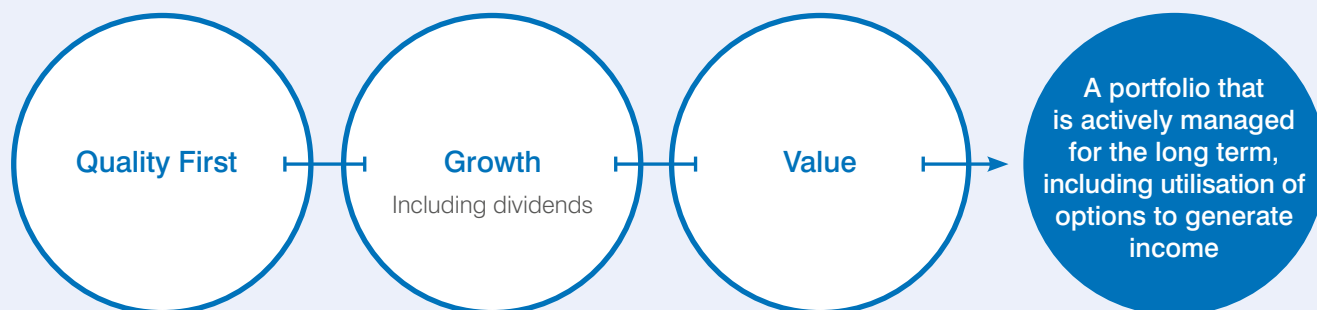 Quality First
Growth
Including dividends
Value
A portfolio that
is actively managed
for the long term,
including utilisation of
options to generate
income